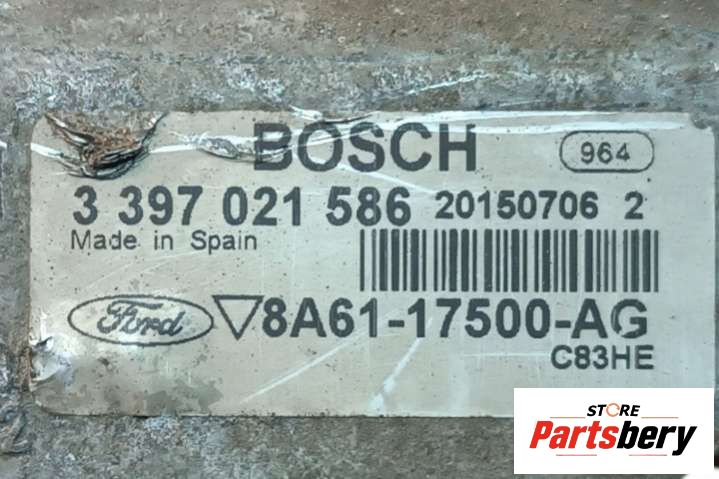 BOSCH 964
3 397 021 586 20150706 2
Made in Spain
Ford 8A61-17500-AG
C83HE
STORE
Partsbery